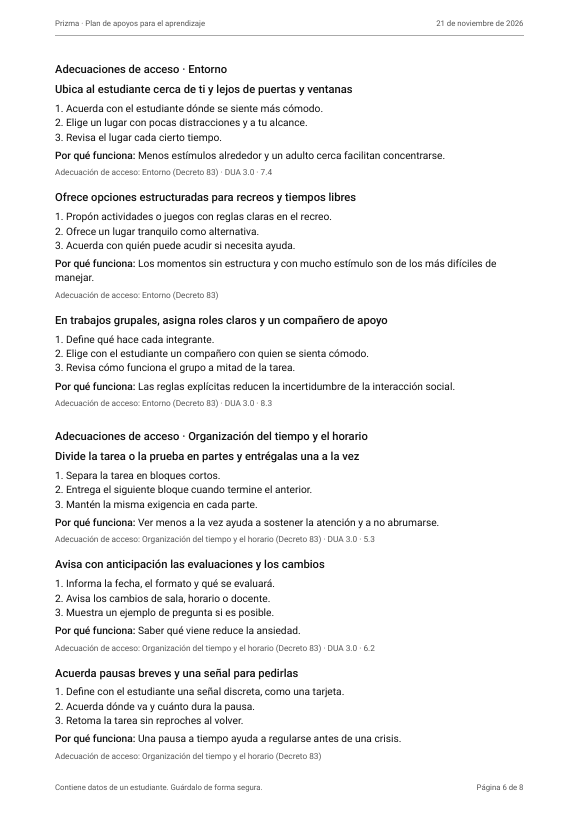 Prizma · Plan de apoyos para el aprendizaje
21 de noviembre de 2026
Adecuaciones de acceso · Entorno
Ubica al estudiante cerca de ti y lejos de puertas y ventanas
1. Acuerda con el estudiante dónde se siente más cómodo.
2. Elige un lugar con pocas distracciones y a tu alcance.
3. Revisa el lugar cada cierto tiempo.
Por qué funciona: Menos estímulos alrededor y un adulto cerca facilitan concentrarse.
Adecuación de acceso: Entorno (Decreto 83) · DUA 3.0 · 7.4
Ofrece opciones estructuradas para recreos y tiempos libres
1. Propón actividades o juegos con reglas claras en el recreo.
2. Ofrece un lugar tranquilo como alternativa.
3. Acuerda con quién puede acudir si necesita ayuda.
Por qué funciona: Los momentos sin estructura y con mucho estímulo son de los más difíciles de
manejar.
Adecuación de acceso: Entorno (Decreto 83)
En trabajos grupales, asigna roles claros y un compañero de apoyo
1. Define qué hace cada integrante.
2. Elige con el estudiante un compañero con quien se sienta cómodo.
3. Revisa cómo funciona el grupo a mitad de la tarea.
Por qué funciona: Las reglas explícitas reducen la incertidumbre de la interacción social.
Adecuación de acceso: Entorno (Decreto 83) · DUA 3.0 · 8.3
Adecuaciones de acceso · Organización del tiempo y el horario
Divide la tarea o la prueba en partes y entrégalas una a la vez
1. Separa la tarea en bloques cortos.
2. Entrega el siguiente bloque cuando termine el anterior.
3. Mantén la misma exigencia en cada parte.
Por qué funciona: Ver menos a la vez ayuda a sostener la atención y a no abrumarse.
Adecuación de acceso: Organización del tiempo y el horario (Decreto 83) · DUA 3.0 · 5.3
Avisa con anticipación las evaluaciones y los cambios
1. Informa la fecha, el formato y qué se evaluará.
2. Avisa los cambios de sala, horario o docente.
3. Muestra un ejemplo de pregunta si es posible.
Por qué funciona: Saber qué viene reduce la ansiedad.
Adecuación de acceso: Organización del tiempo y el horario (Decreto 83) · DUA 3.0 · 6.2
Acuerda pausas breves y una señal para pedirlas
1. Define con el estudiante una señal discreta, como una tarjeta.
2. Acuerda dónde va y cuánto dura la pausa.
3. Retoma la tarea sin reproches al volver.
Por qué funciona: Una pausa a tiempo ayuda a regularse antes de una crisis.
Adecuación de acceso: Organización del tiempo y el horario (Decreto 83)
Contiene datos de un estudiante. Guárdalo de forma segura.
Página 6 de 8